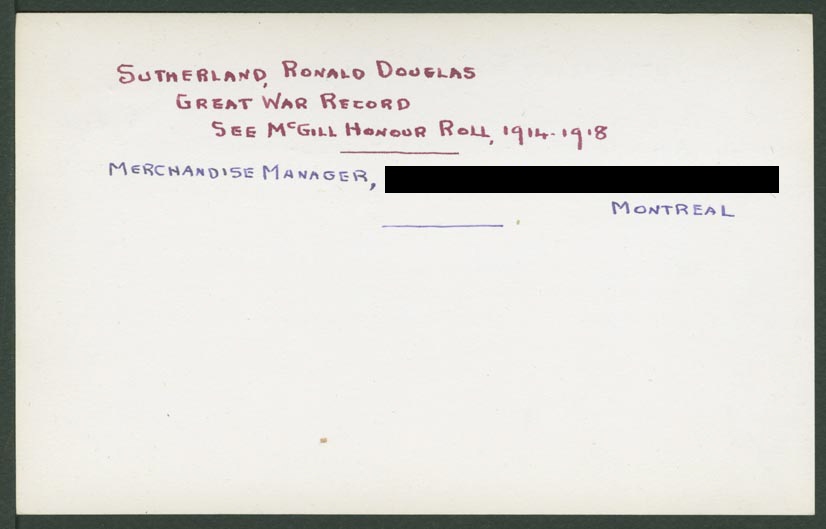 Sutherland, Ronald Douglas
Great War Record
See McGill Honour Roll, 1914-1918
Merchandise Manager,
Montreal